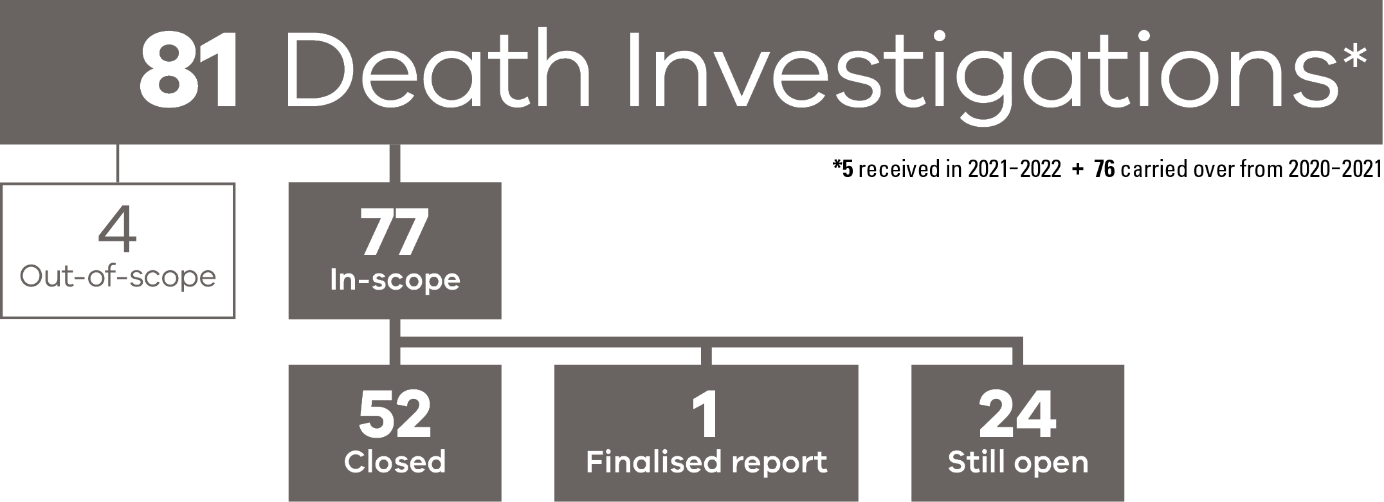 81 Death Investigations*
*5 received in 2021–2022 + 76 carried over from 2020–2021
4
Out-of-scope
77
In-scope
52
Closed
1
Finalised report
24
Still open